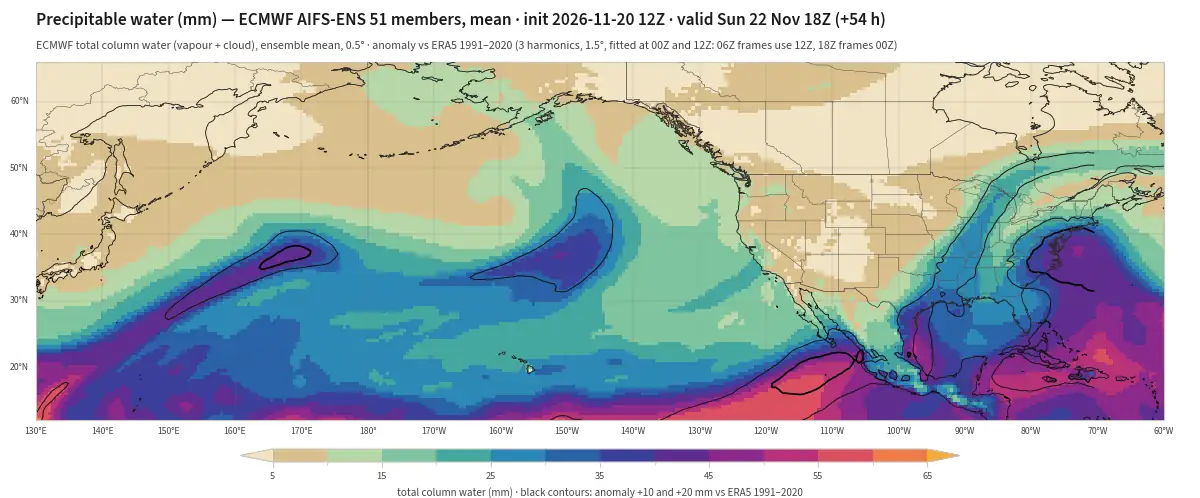 Precipitable water (mm) — ECMWF AIFS-ENS 51 members, mean · init 2026-11-20 12Z · valid Sun 22 Nov 18Z (+54 h)
ECMWF total column water (vapour + cloud), ensemble mean, 0.5° · anomaly vs ERA5 1991–2020 (3 harmonics, 1.5°, fitted at 00Z and 12Z: 06Z frames use 12Z, 18Z frames 00Z)
60°N
50°N
40°N
30°N
20°N
130°E 140°E 150°E 160°E 170°E 180° 170°W 160°W 150°W 140°W 130°W 120°W 110°W 100°W 90°W 80°W 70°W 60°W
5 15 25 35 45 55 65
total column water (mm) · black contours: anomaly +10 and +20 mm vs ERA5 1991–2020